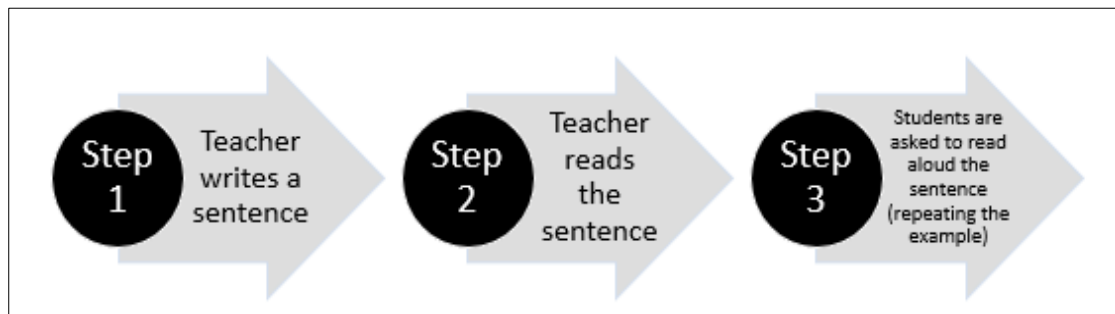 Step
1
Teacher
writes a
sentence
Step
2
Teacher
reads
the
sentence
Step
3
Students are
asked to read
aloud the
sentence
(repeating the
example)